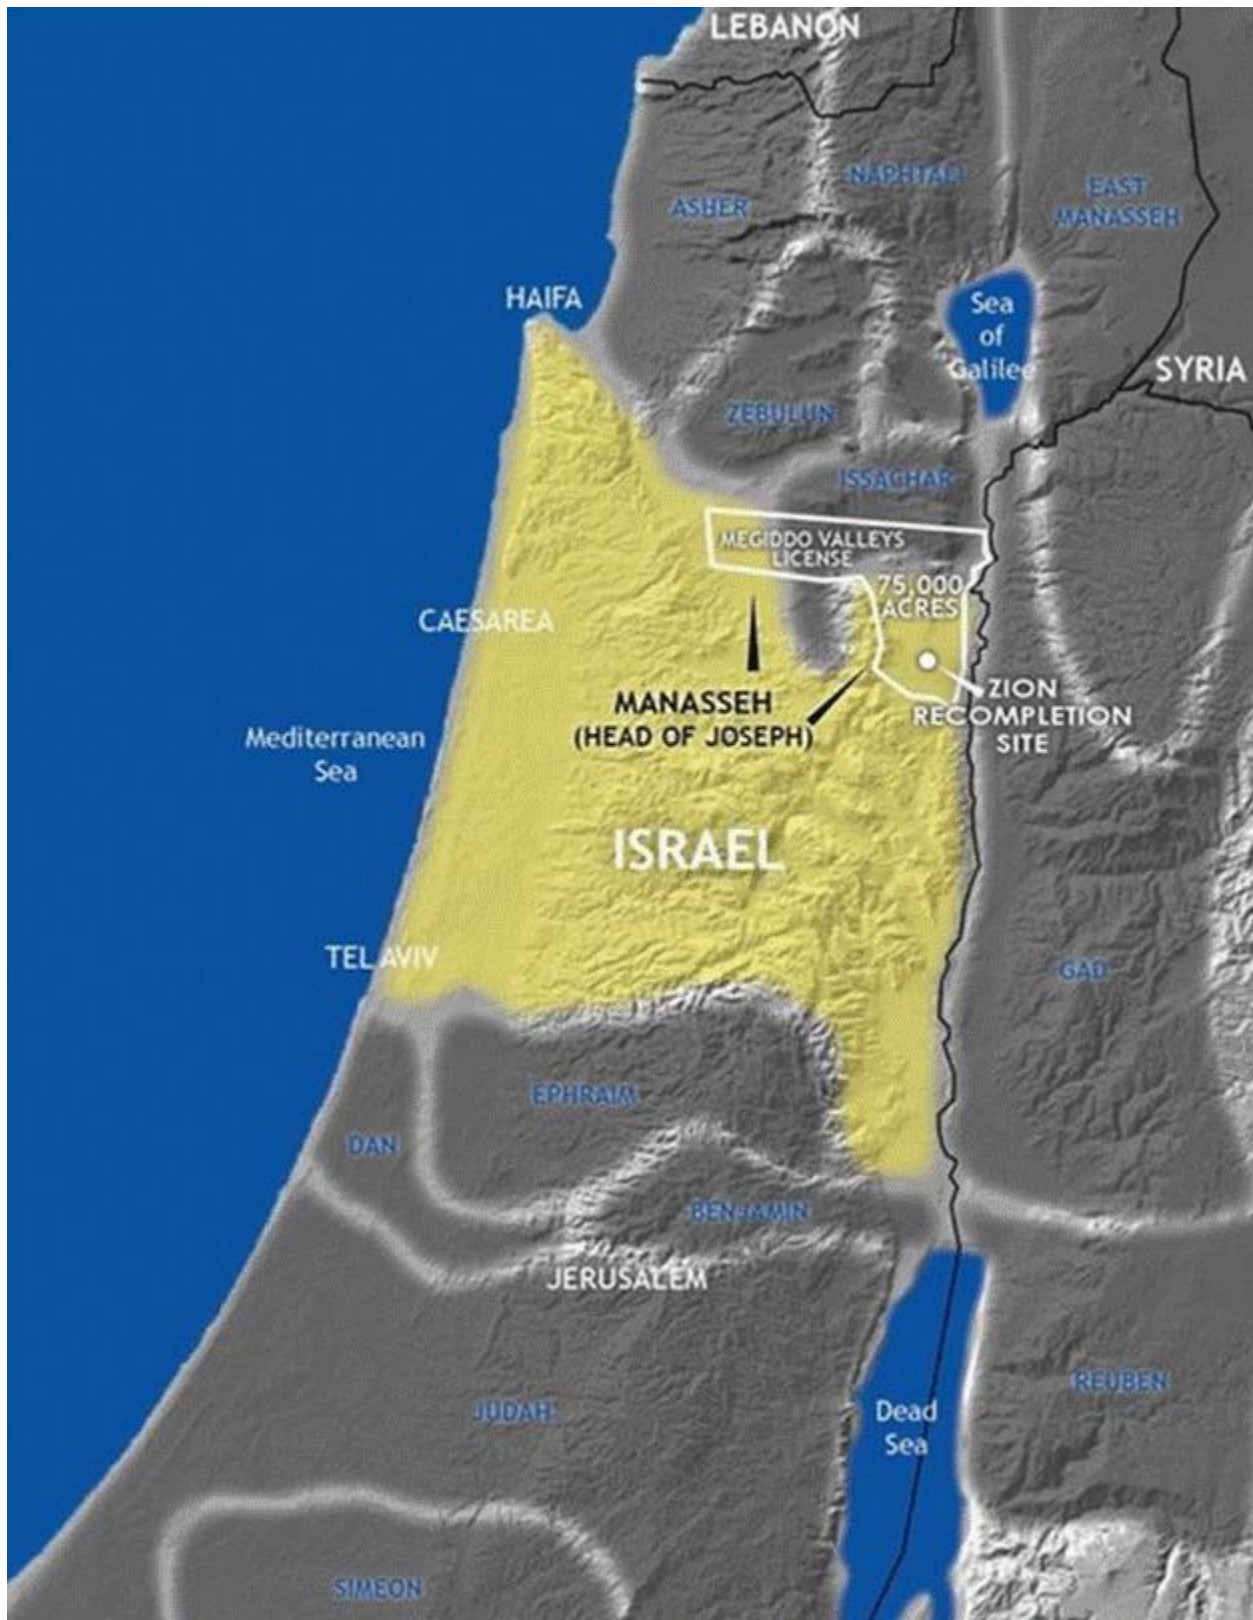 LEBANON
NAPHTALI
EAST
MANASSEH
ASHER
HAIFA
Sea
of
Galilee
SYRIA
ZEBULUN
ISSACHAR
MEGIDDO VALLEYS
LICENSE
75,000
ACRES
CAESAREA
ZION
RECOMPLETION
SITE
MANASSEH
(HEAD OF JOSEPH)
Mediterranean
Sea
ISRAEL
TEL AVIV
GAD
EPHRAIM
DAN
BENJAMIN
JERUSALEM
REUBEN
JUDAH
Dead
Sea
SIMEON